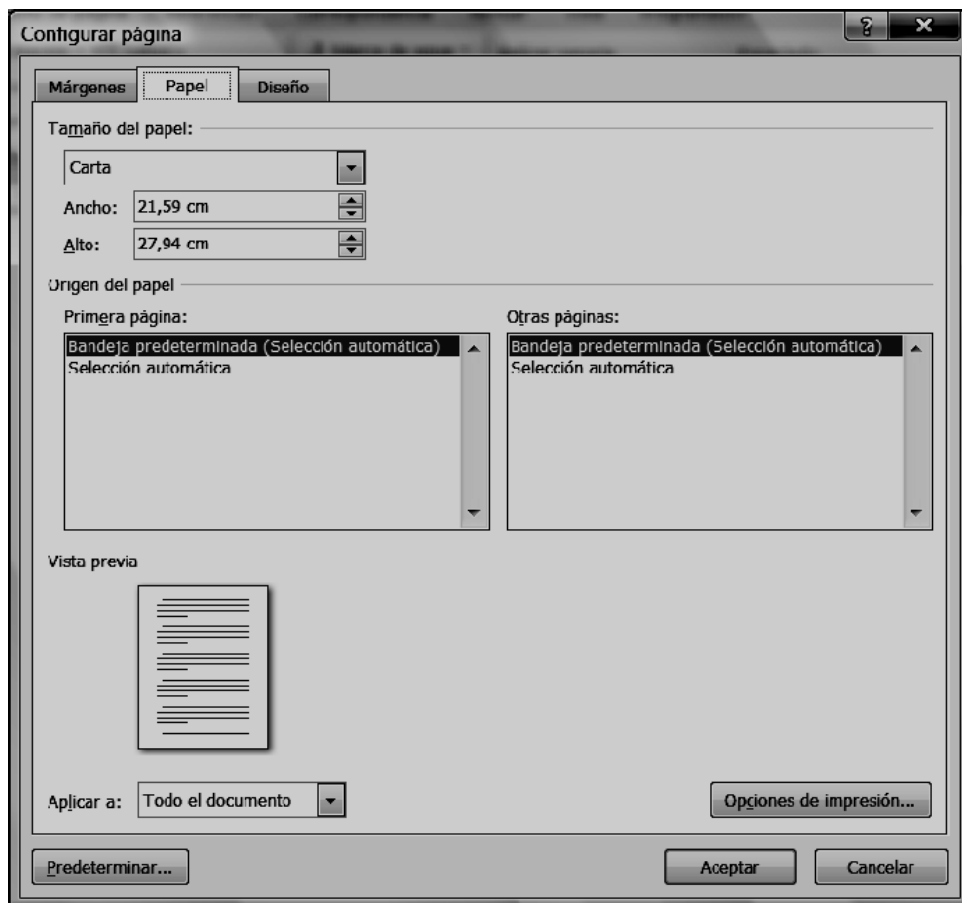 Configurar página
Márgenes Papel Diseño
Tamaño del papel:
Carta
Ancho: 21,59 cm
Alto: 27,94 cm
Origen del papel
Primera página: Otras páginas:
Bandeja predeterminada (Selección automática) Bandeja predeterminada (Selección automática)
Selección automática Selección automática
Vista previa
Aplicar a: Todo el documento Opciones de impresión...
Predeterminar... Aceptar Cancelar